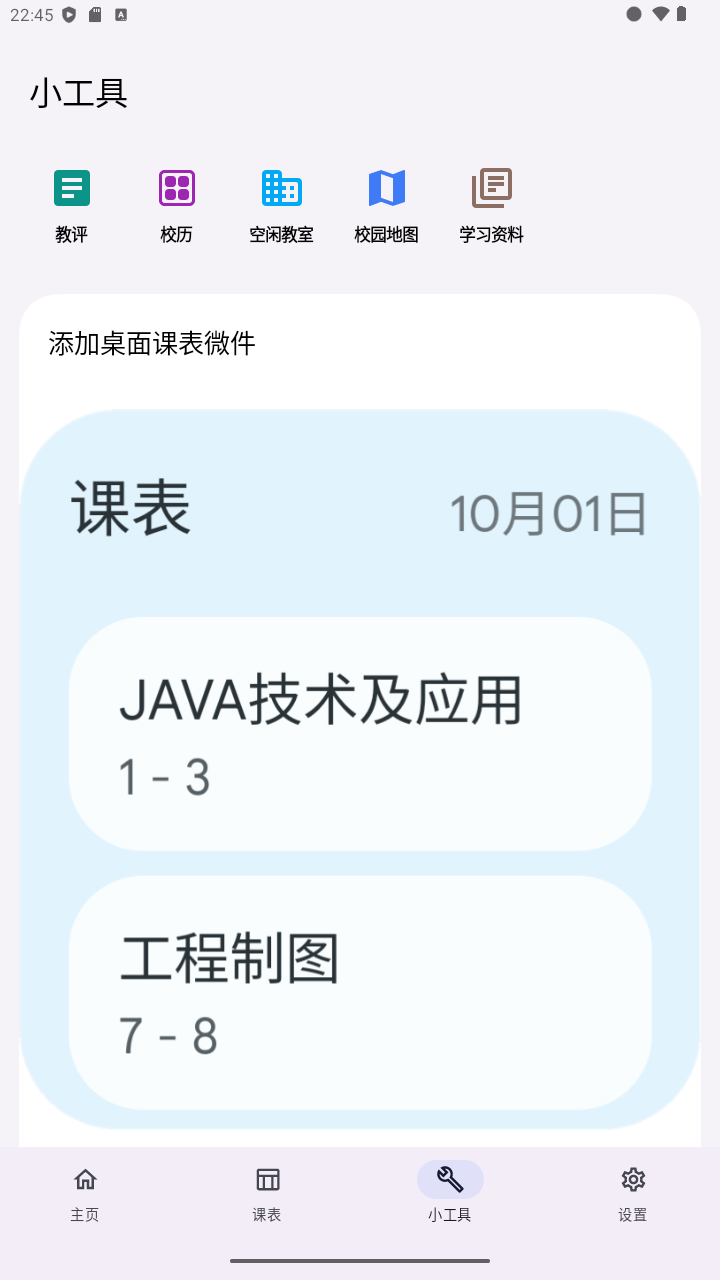 22:45
小工具
教评
校历
空闲教室
校园地图
学习资料
添加桌面课表微件
课表
10月01日
JAVA技术及应用
1 - 3
工程制图
7 - 8
主页
课表
小工具
设置